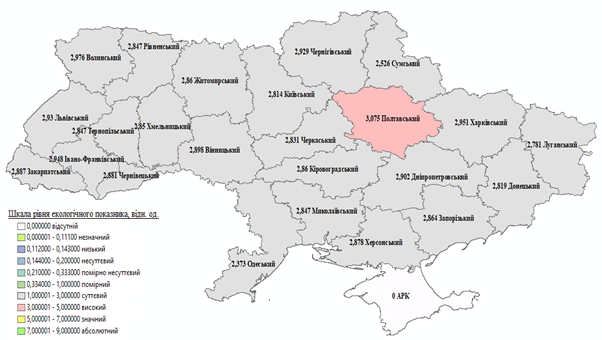 2,847 Рівненський
2,976 Волинський
2,929 Чернігівський
2,526 Сумський
2,86 Житомирський
2,814 Київський
2,93 Львівський
3,075 Полтавський
2,951 Харківський
2,847 Тернопільський
2,85 Хмельницький
2,831 Черкаський
2,781 Луганський
2,898 Вінницький
2,948 Івано-Франківський
2,887 Закарпатський
2,881 Чернівецький
2,86 Кіровоградський
2,902 Дніпропетровський
2,819 Донецький
2,847 Миколаївський
2,864 Запорізький
2,878 Херсонський
2,373 Одеський
0 АРК
Шкала рівня екологічного показника, відн. од.
0,000000 відсутній
0,000001 - 0,11100 незначний
0,112000 - 0,143000 низький
0,144000 - 0,200000 несуттєвий
0,210000 - 0,333000 помірно несуттєвий
0,334000 - 1,000000 помірний
1,000001 - 3,000000 суттєвий
3,000001 - 5,000000 високий
5,000001 - 7,000000 значний
7,000001 - 9,000000 абсолютний